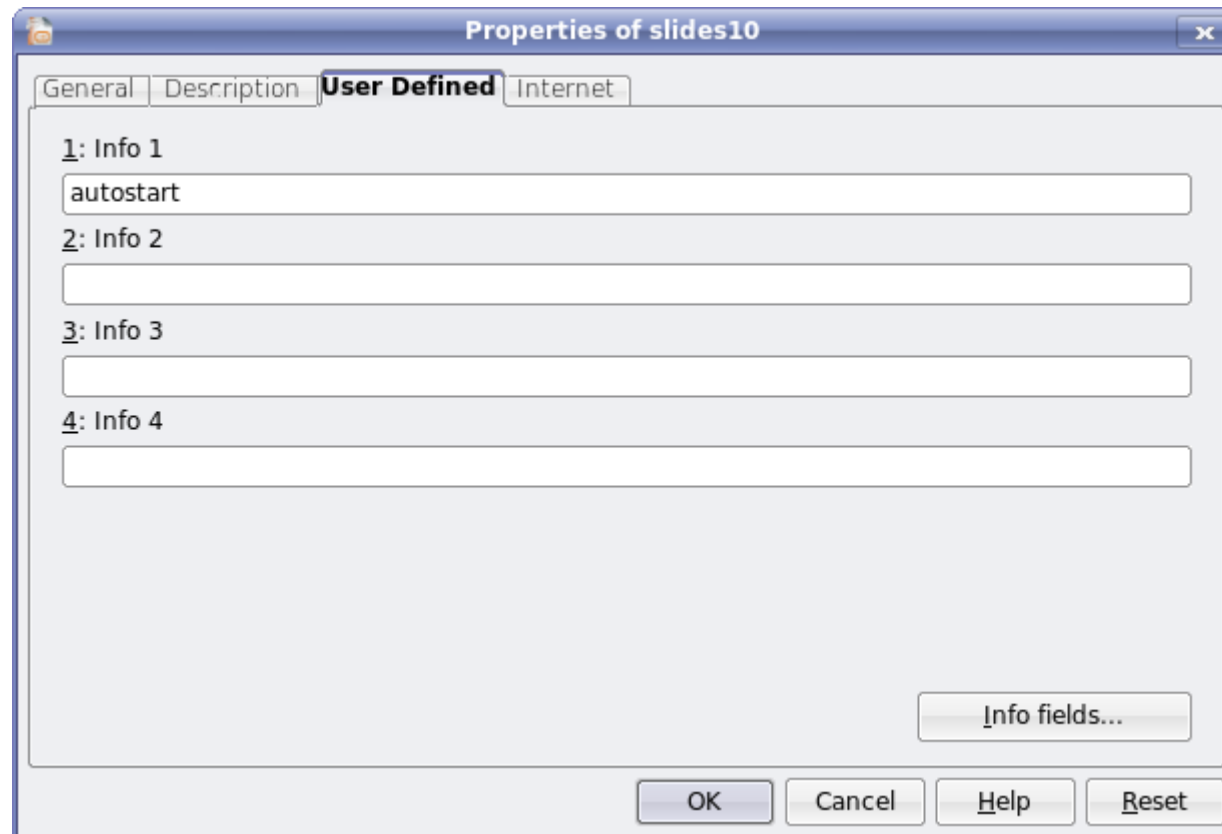 Properties of slides10
General Description User Defined Internet
1: Info 1
autostart
2: Info 2
3: Info 3
4: Info 4
Info fields...
OK Cancel Help Reset